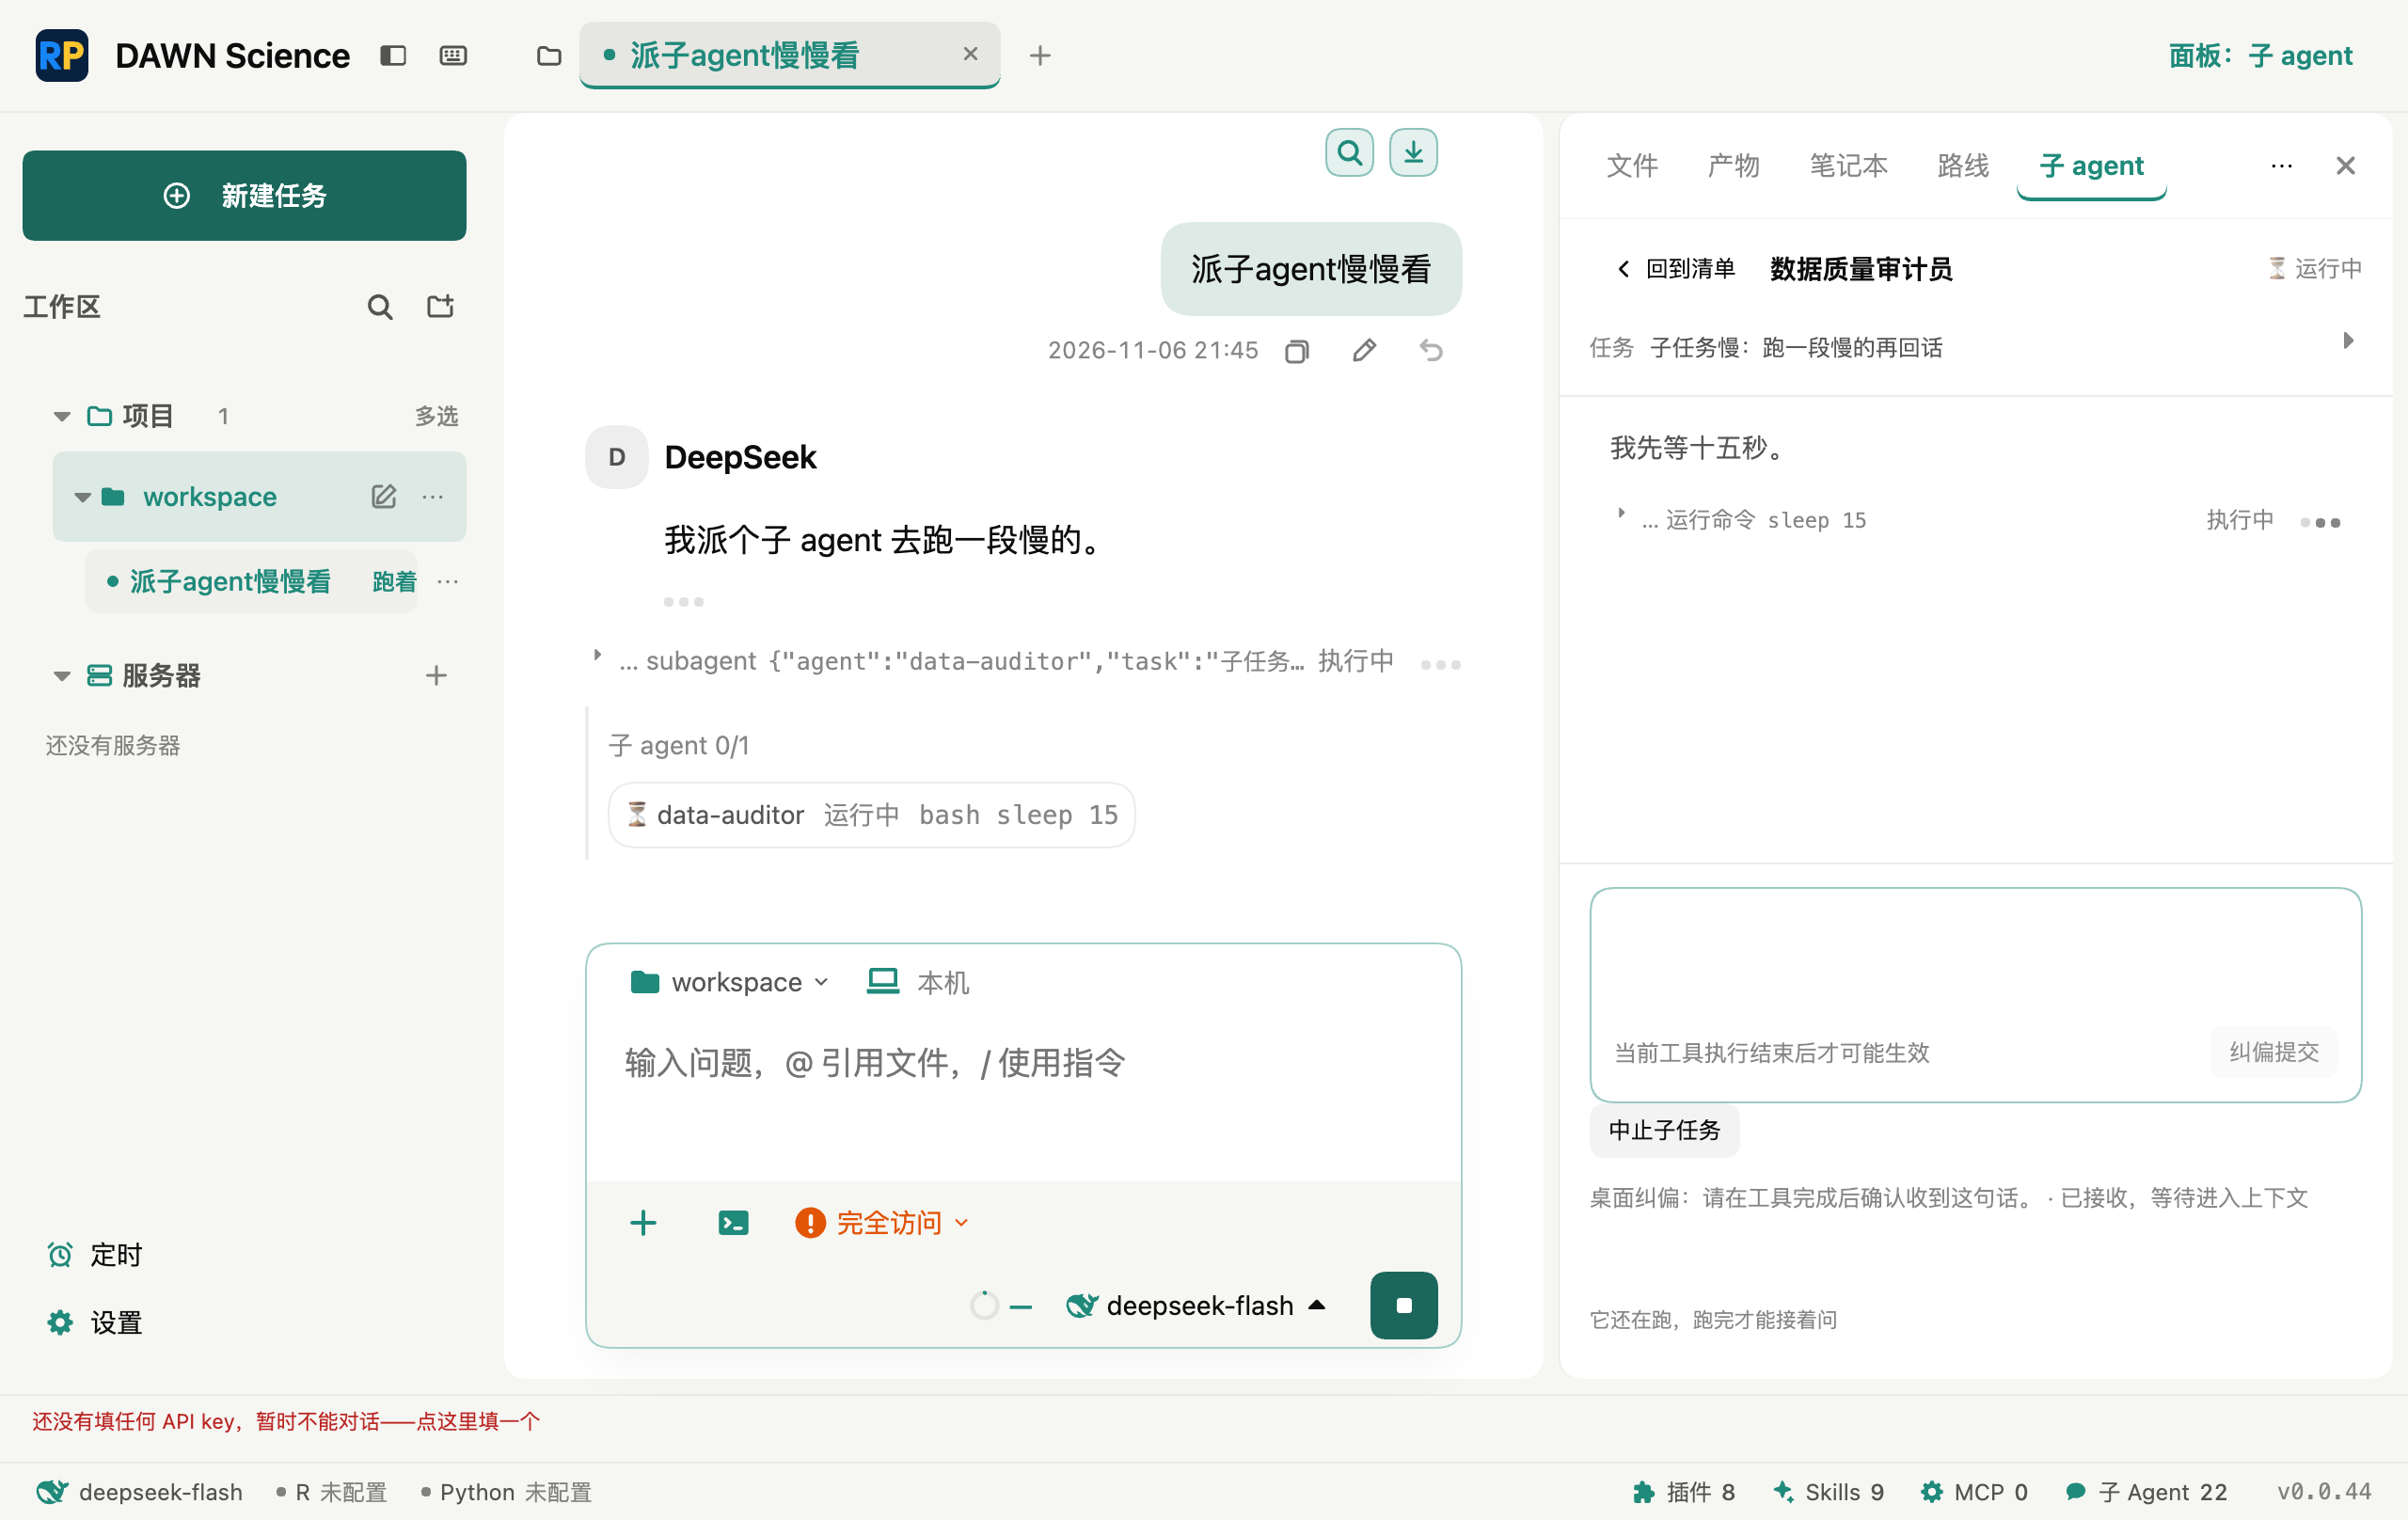 RP DAWN Science
派子agent慢慢看
面板：子 agent
新建任务
工作区
项目 1 多选
workspace
派子agent慢慢看 跑着
服务器
还没有服务器
定时
设置
派子agent慢慢看
2026-11-06 21:45
D DeepSeek
我派个子 agent 去跑一段慢的。
... subagent {"agent":"data-auditor","task":"子任务... 执行中
子 agent 0/1
data-auditor 运行中 bash sleep 15
workspace 本机
输入问题，@ 引用文件，/ 使用指令
完全访问
deepseek-flash
文件 产物 笔记本 路线 子 agent
回到清单 数据质量审计员 运行中
任务 子任务慢：跑一段慢的再回话
我先等十五秒。
... 运行命令 sleep 15 执行中
当前工具执行结束后才可能生效 纠偏提交
中止子任务
桌面纠偏：请在工具完成后确认收到这句话。 · 已接收，等待进入上下文
它还在跑，跑完才能接着问
还没有填任何 API key，暂时不能对话——点这里填一个
deepseek-flash R 未配置 Python 未配置
插件 8 Skills 9 MCP 0 子 Agent 22 v0.0.44